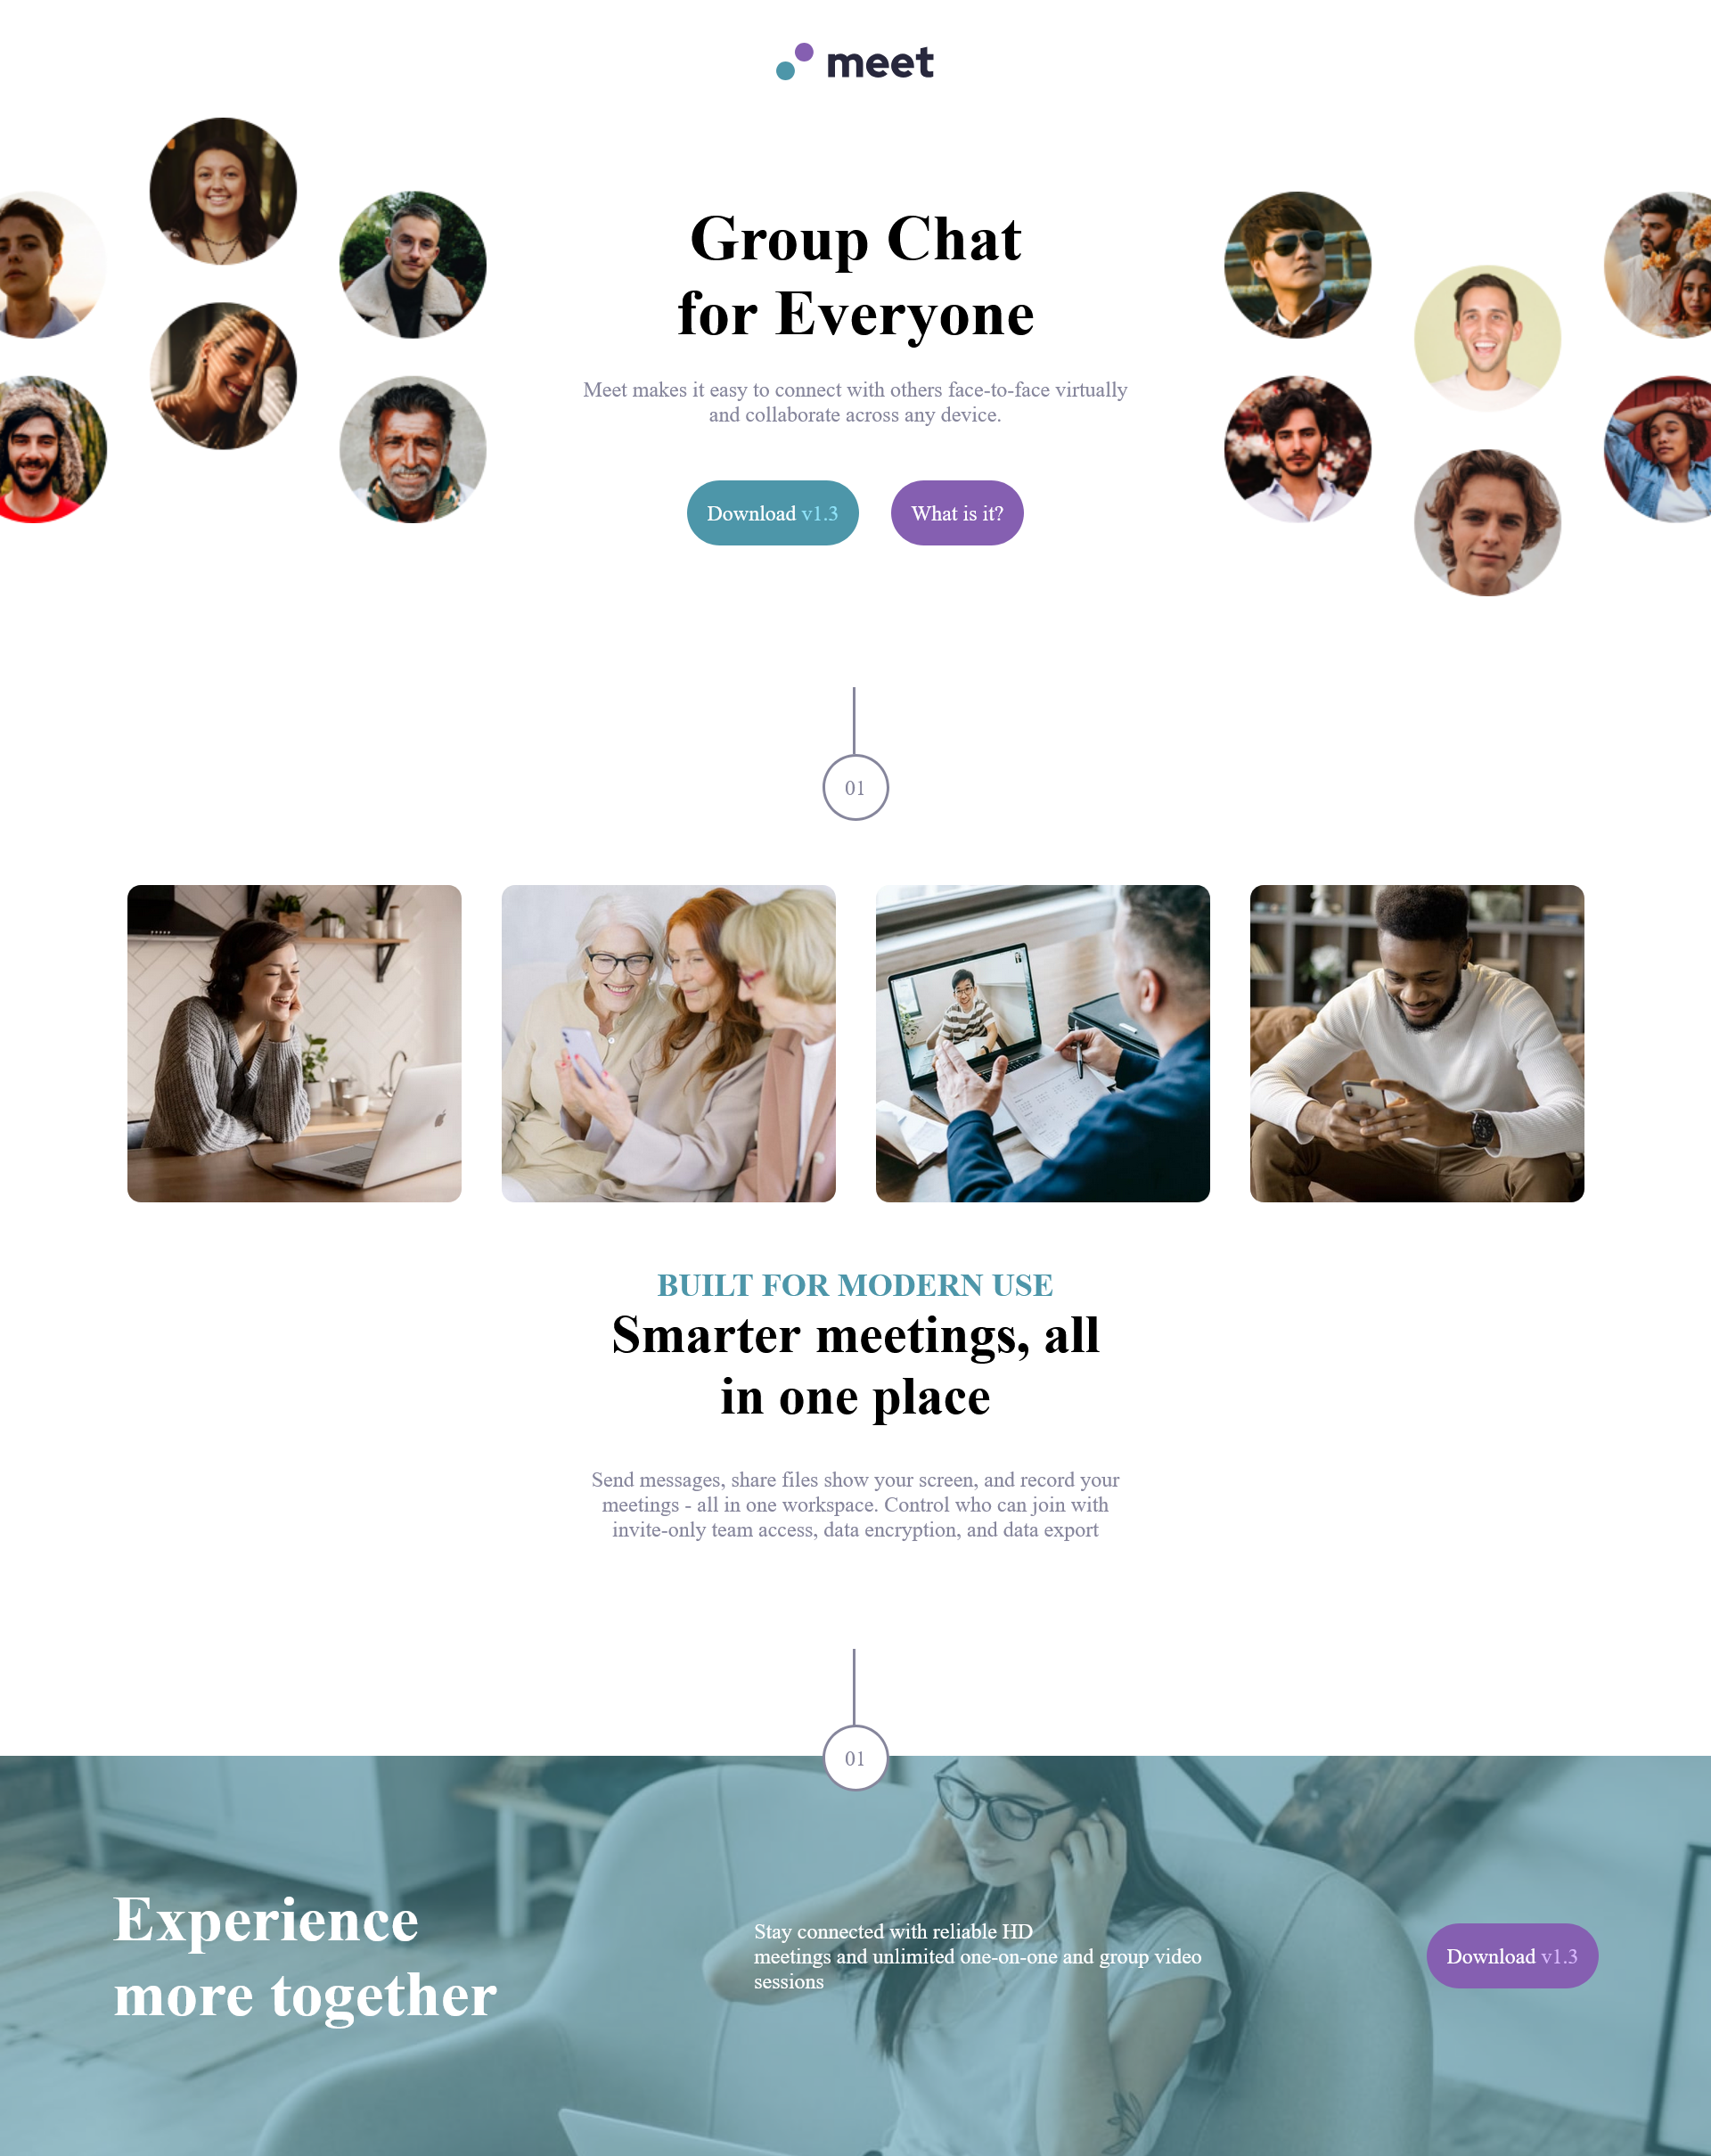 meet
Group Chat
for Everyone
Meet makes it easy to connect with others face-to-face virtually
and collaborate across any device.
Download v1.3
What is it?
01
BUILT FOR MODERN USE
Smarter meetings, all
in one place
Send messages, share files show your screen, and record your
meetings - all in one workspace. Control who can join with
invite-only team access, data encryption, and data export
01
Experience
more together
Stay connected with reliable HD
meetings and unlimited one-on-one and group video
sessions
Download v1.3